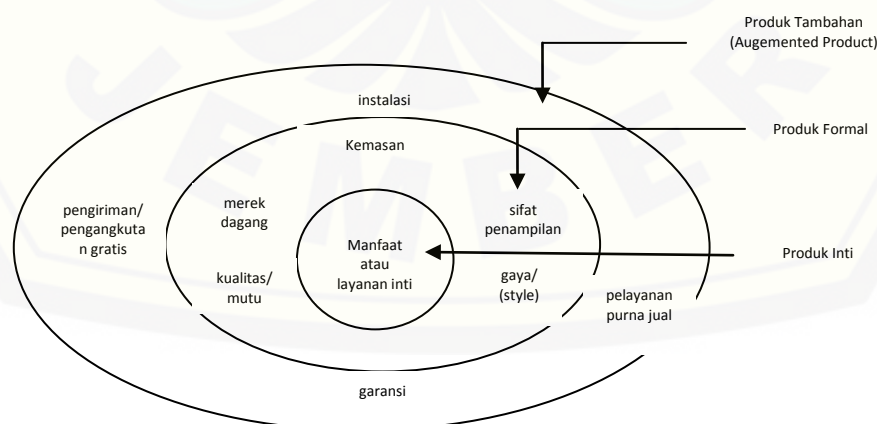 Produk Tambahan
(Augemented Product)
instalasi
Produk Formal
Kemasan
merek
dagang
sifat
penampilan
pengiriman/
pengangkuta
n gratis
Manfaat
atau
layanan inti
Produk Inti
kualitas/
mutu
gaya/
(style)
pelayanan
purna jual
garansi
JEMBER